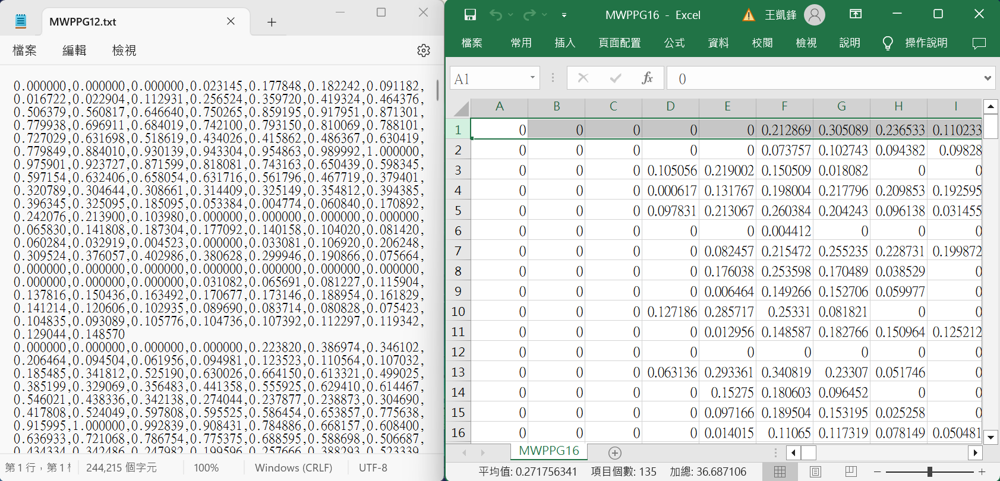 MWPPG12.txt
檔案 編輯 檢視
0.000000,0.000000,0.000000,0.023145,0.177848,0.182242,0.091182,
0.016722,0.022904,0.112931,0.256524,0.359720,0.419324,0.464376,
0.506379,0.560817,0.646640,0.750265,0.859195,0.917951,0.871301,
0.779938,0.696911,0.684019,0.742100,0.793150,0.810069,0.788101,
0.727029,0.631698,0.518619,0.434026,0.415862,0.486367,0.630419,
0.779849,0.884010,0.930139,0.943304,0.954863,0.989992,1.000000,
0.975901,0.923727,0.871599,0.818081,0.743163,0.650439,0.598345,
0.597154,0.632406,0.658054,0.631716,0.561796,0.467719,0.379401,
0.320789,0.304644,0.308661,0.314409,0.325149,0.354812,0.394385,
0.396345,0.325095,0.185095,0.053384,0.004774,0.060840,0.170892,
0.242076,0.213900,0.103980,0.000000,0.000000,0.000000,0.000000,
0.065830,0.141808,0.187304,0.177092,0.140158,0.104020,0.081420,
0.060284,0.032919,0.004523,0.000000,0.033081,0.106920,0.206248,
0.309524,0.376057,0.402986,0.380628,0.299946,0.190866,0.075664,
0.000000,0.000000,0.000000,0.000000,0.000000,0.000000,0.000000,
0.000000,0.000000,0.000000,0.031082,0.065691,0.081227,0.115904,
0.137816,0.150436,0.163492,0.170677,0.173146,0.188954,0.161829,
0.141214,0.120606,0.102935,0.089690,0.083714,0.080828,0.075423,
0.104835,0.093089,0.105776,0.104736,0.107392,0.112297,0.119342,
0.129044,0.148570
0.000000,0.000000,0.000000,0.000000,0.223820,0.386974,0.346102,
0.206464,0.094504,0.061956,0.094981,0.123523,0.110564,0.107032,
0.185485,0.341812,0.525190,0.630026,0.664150,0.613321,0.499025,
0.385199,0.329069,0.356483,0.441358,0.555925,0.629410,0.614467,
0.546021,0.438336,0.342138,0.274044,0.237877,0.238873,0.304690,
0.417808,0.524049,0.597808,0.595525,0.586454,0.653857,0.775638,
0.915995,1.000000,0.992839,0.908431,0.784886,0.668157,0.608400,
0.636933,0.721068,0.786754,0.775375,0.688595,0.588698,0.506687,
0.434334,0.342486,0.247982,0.199596,0.257666,0.388293,0.523339
第 1 行，第 1 244,215 個字元 100% Windows (CRLF) UTF-8
MWPPG16 - Excel 王凱鋒
檔案 常用 插入 頁面配置 公式 資料 校閱 檢視 說明 操作說明
A1 fx 0
A B C D E F G H I
1 0 0 0 0 0 0.212869 0.305089 0.236533 0.110233
2 0 0 0 0 0 0.073757 0.102743 0.094382 0.09828
3 0 0 0 0.105056 0.219002 0.150509 0.018082 0 0
4 0 0 0 0.000617 0.131767 0.198004 0.217796 0.209853 0.192595
5 0 0 0 0.097831 0.213067 0.260384 0.204243 0.096138 0.031455
6 0 0 0 0 0 0.004412 0 0 0
7 0 0 0 0 0.082457 0.215472 0.255235 0.228731 0.199872
8 0 0 0 0 0.176038 0.253598 0.170489 0.038529 0
9 0 0 0 0 0.006464 0.149266 0.152706 0.059977 0
10 0 0 0 0.127186 0.285717 0.25331 0.081821 0 0
11 0 0 0 0 0.012956 0.148587 0.182766 0.150964 0.125212
12 0 0 0 0 0 0 0 0 0
13 0 0 0 0.063136 0.293361 0.340819 0.23307 0.051746 0
14 0 0 0 0 0.15275 0.180603 0.096452 0 0
15 0 0 0 0 0.097166 0.189504 0.153195 0.025258 0
16 0 0 0 0 0.014015 0.11065 0.117319 0.078149 0.050481
MWPPG16
平均值: 0.271756341 項目個數: 135 加總: 36.687106